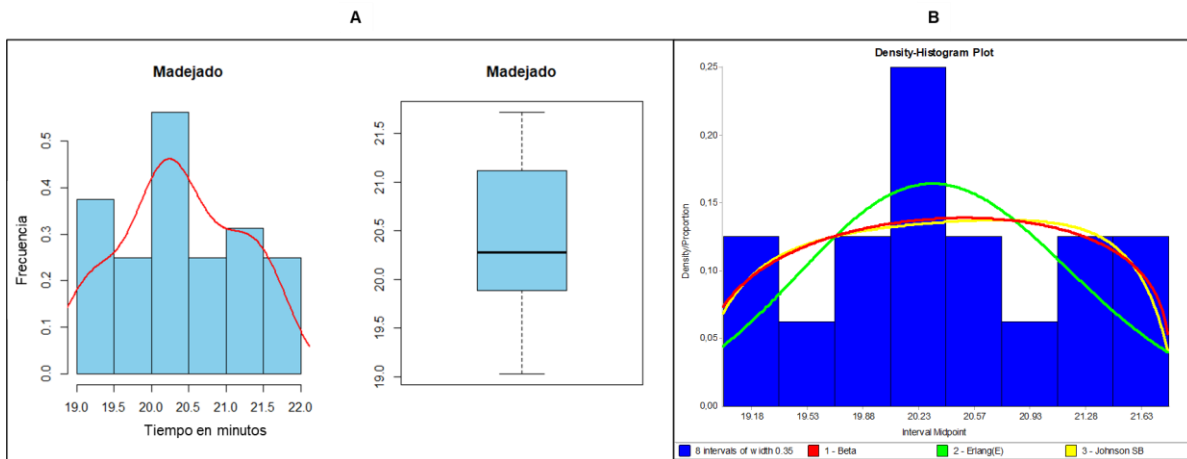 A
B
Madejado
Frecuencia
0.0
0.1
0.2
0.3
0.4
0.5
19.0 19.5 20.0 20.5 21.0 21.5 22.0
Tiempo en minutos
Madejado
19.0
19.5
20.0
20.5
21.0
21.5
Density-Histogram Plot
Density/Proportion
0,25
0,20
0,15
0,10
0,05
0,00
19.18 19.53 19.88 20.23 20.57 20.93 21.28 21.63
Interval Midpoint
8 intervals of width 0.35 1 - Beta 2 - Erlang(E) 3 - Johnson SB